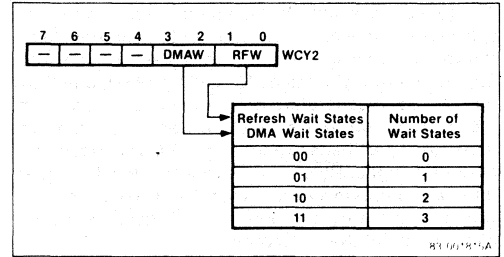 7 6 5 4 3 2 1 0
— — — — DMAW RFW WCY2
Refresh Wait States Number of
DMA Wait States Wait States
00 0
01 1
10 2
11 3